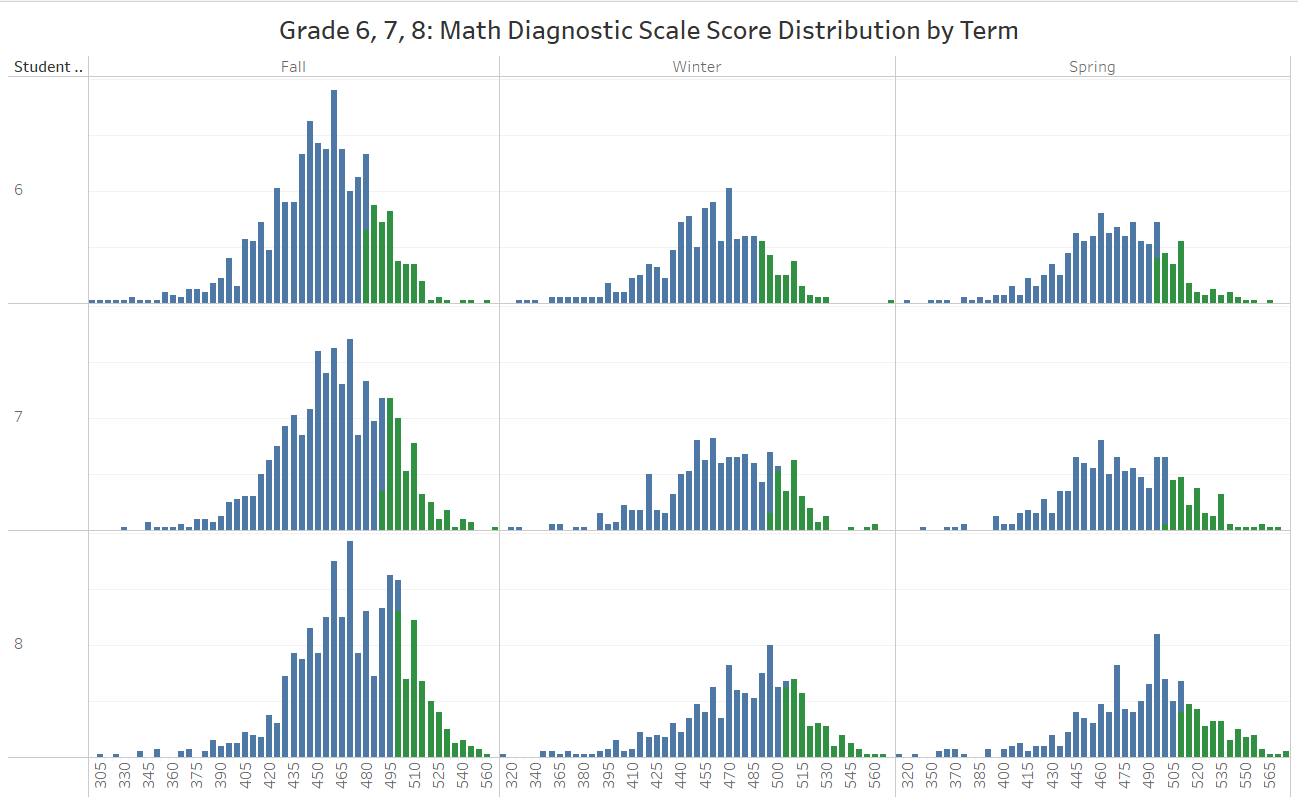 Grade 6, 7, 8: Math Diagnostic Scale Score Distribution by Term
Student ..
Fall
Winter
Spring
6
7
8
305 330 345 360 375 390 405 420 435 450 465 480 495 510 525 540 560 320 340 365 380 395 410 425 440 455 470 485 500 515 530 545 560 320 350 370 385 400 415 430 445 460 475 490 505 520 535 550 565